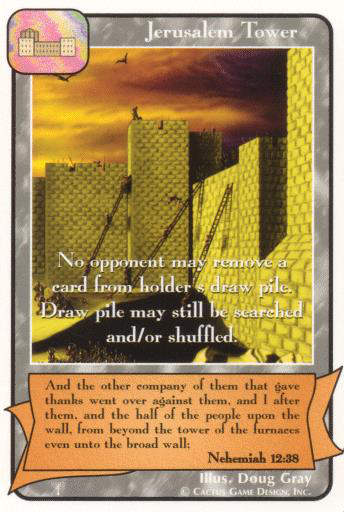 Jerusalem Tower
No opponent may remove a
card from holder's draw pile.
Draw pile may still be searched
and/or shuffled.
And the other company of them that gave
thanks went over against them, and I after
them, and the half of the people upon the
wall, from beyond the tower of the furnaces
even unto the broad wall;
Nehemiah 12:38
Illus. Doug Gray
© Cactus Game Design, Inc.